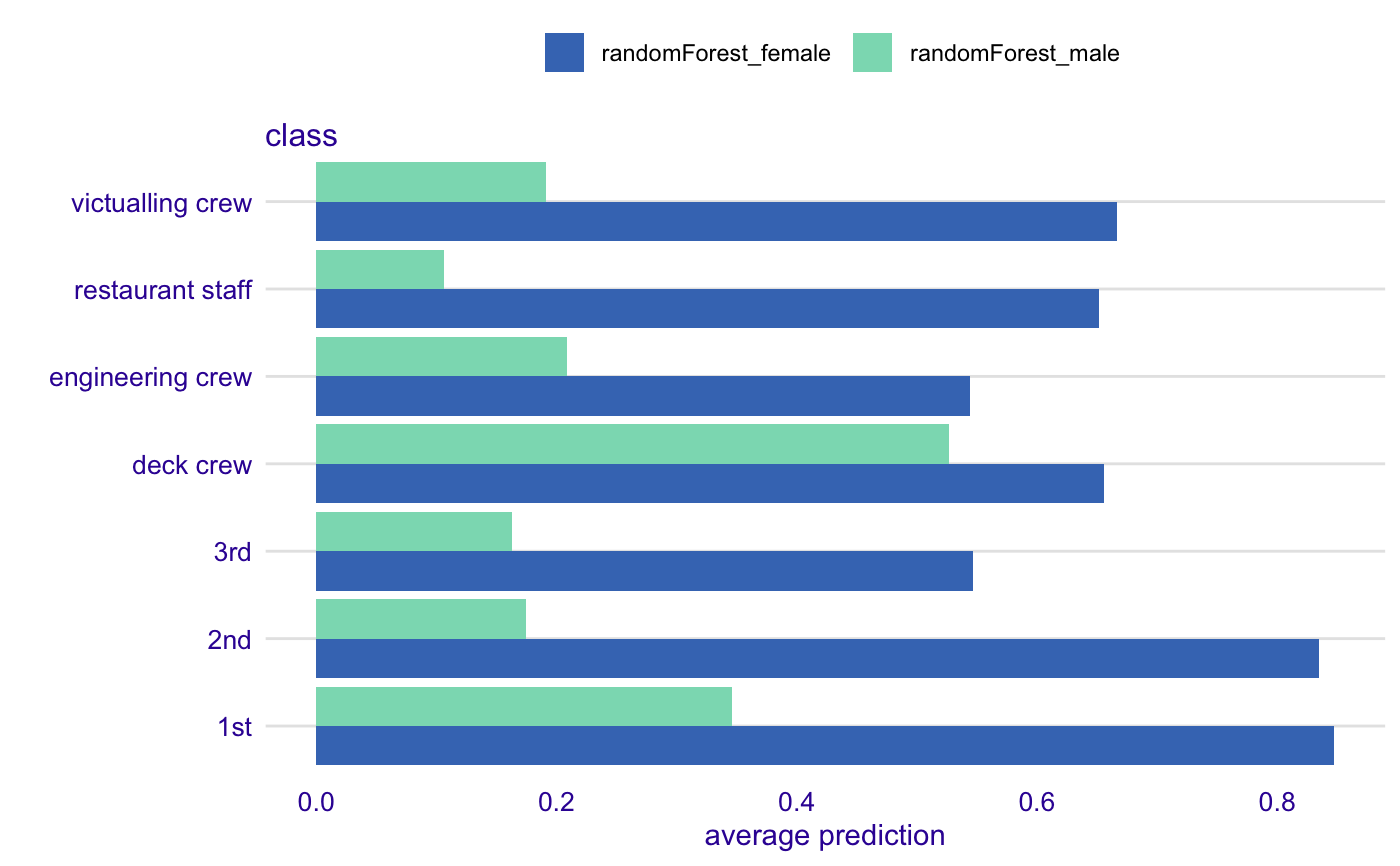 randomForest_female randomForest_male
class
victualling crew
restaurant staff
engineering crew
deck crew
3rd
2nd
1st
0.0 0.2 0.4 0.6 0.8
average prediction